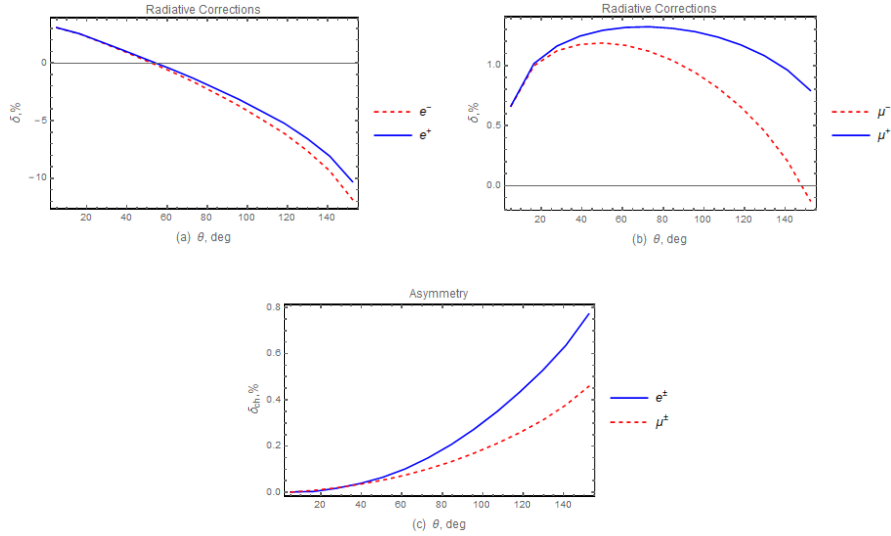 Radiative Corrections
0
−5
−10
δ,%
20 40 60 80 100 120 140
(a) θ, deg
e⁻
e⁺
Radiative Corrections
1.0
0.5
0.0
δ,%
20 40 60 80 100 120 140
(b) θ, deg
μ⁻
μ⁺
Asymmetry
0.8
0.6
0.4
0.2
0.0
δch,%
20 40 60 80 100 120 140
(c) θ, deg
e±
μ±